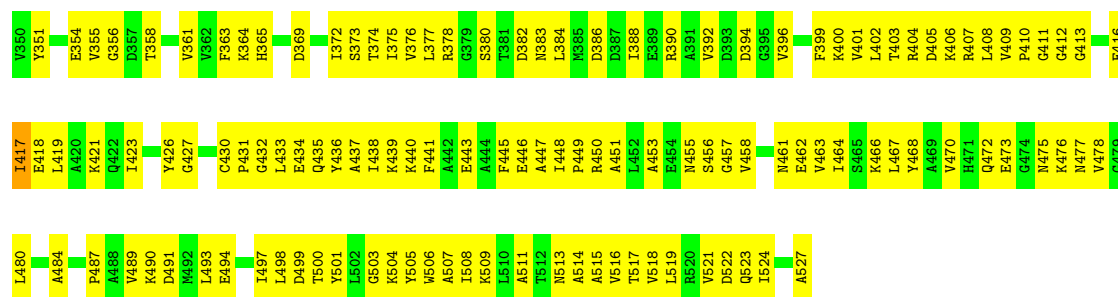 V350 Y351 E354 V355 G356 D357 T358 V361 V362 F363 K364 H365 D369 I372 S373 T374 I375 V376 L377 R378 G379 S380 T381 D382 N383 L384 M385 D386 D387 I388 E389 R390 A391 V392 D393 D394 G395 V396 F399 K400 V401 L402 T403 R404 D405 K406 R407 L408 V409 P410 G411 G412 G413
I417 E418 L419 A420 K421 Q422 I423 Y426 G427 C430 P431 G432 L433 E434 Q435 Y436 A437 I438 K439 K440 F441 A442 E443 A444 F445 E446 A447 I448 P449 R450 A451 L452 A453 E454 N455 S456 G457 V458 N461 E462 V463 I464 S465 K466 L467 Y468 A469 V470 H471 Q472 E473 G474 N475 K476 N477 V478
L480 A484 P487 A488 V489 K490 D491 M492 L493 E494 I497 L498 D499 T500 Y501 L502 G503 K504 Y505 W506 A507 I508 K509 L510 A511 T512 N513 A514 A515 V516 T517 V518 L519 R520 V521 D522 Q523 I524 A527